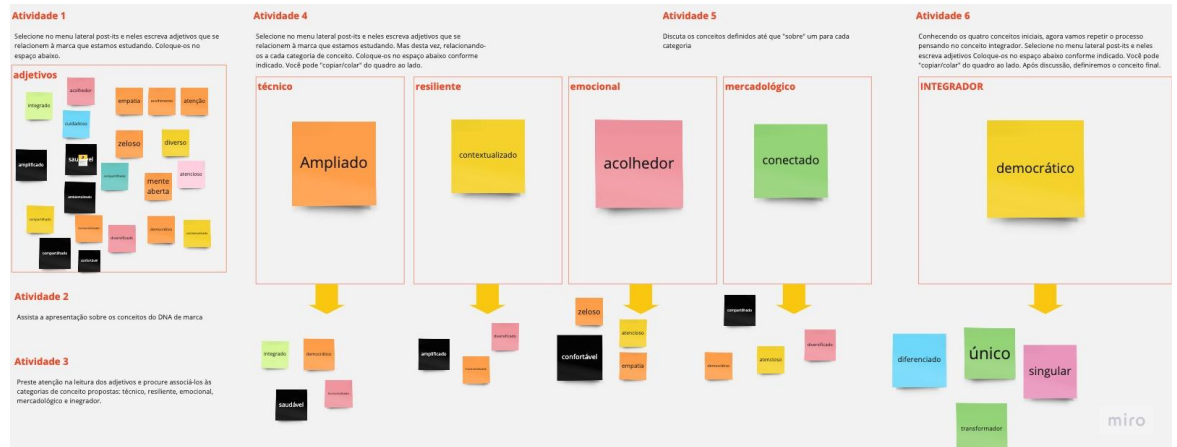 Atividade 1
Selecione no menu lateral post-its e neles escreva adjetivos que se
relacionem à marca que estamos estudando. Coloque-os no
espaço abaixo.
adjetivos
acolhedor
integrado
empatia
acolhedor
atenção
cuidadoso
zeloso
diverso
amplificado
compartilhado
mente
aberta
atencioso
compartilhado
diversificado
democrático
compartilhado
confortável
Atividade 2
Assista a apresentação sobre os conceitos do DNA de marca
Atividade 3
Preste atenção na leitura dos adjetivos e procure associá-los às
categorias de conceito propostas: técnico, resiliente, emocional,
mercadológico e inegrador.
Atividade 4
Selecione no menu lateral post-its e neles escreva adjetivos que se
relacionem à marca que estamos estudando. Mas desta vez, relacionando-
os a cada categoria de conceito. Coloque-os no espaço abaixo conforme
indicado. Você pode "copiar/colar" do quadro ao lado.
técnico
Ampliado
resiliente
contextualizado
emocional
acolhedor
mercadológico
conectado
integrado
democrático
saudável
diversificado
amplificado
zeloso
atencioso
confortável
empatia
compartilhado
diversificado
atencioso
democrático
Atividade 5
Discuta os conceitos definidos até que "sobre" um para cada
categoria
Atividade 6
Conhecendo os quatro conceitos iniciais, agora vamos repetir o processo
pensando no conceito integrador. Selecione no menu lateral post-its e neles
escreva adjetivos Coloque-os no espaço abaixo conforme indicado. Você pode
"copiar/colar" do quadro ao lado. Após discussão, definiremos o conceito final.
INTEGRADOR
democrático
diferenciado
único
singular
transformador
miro